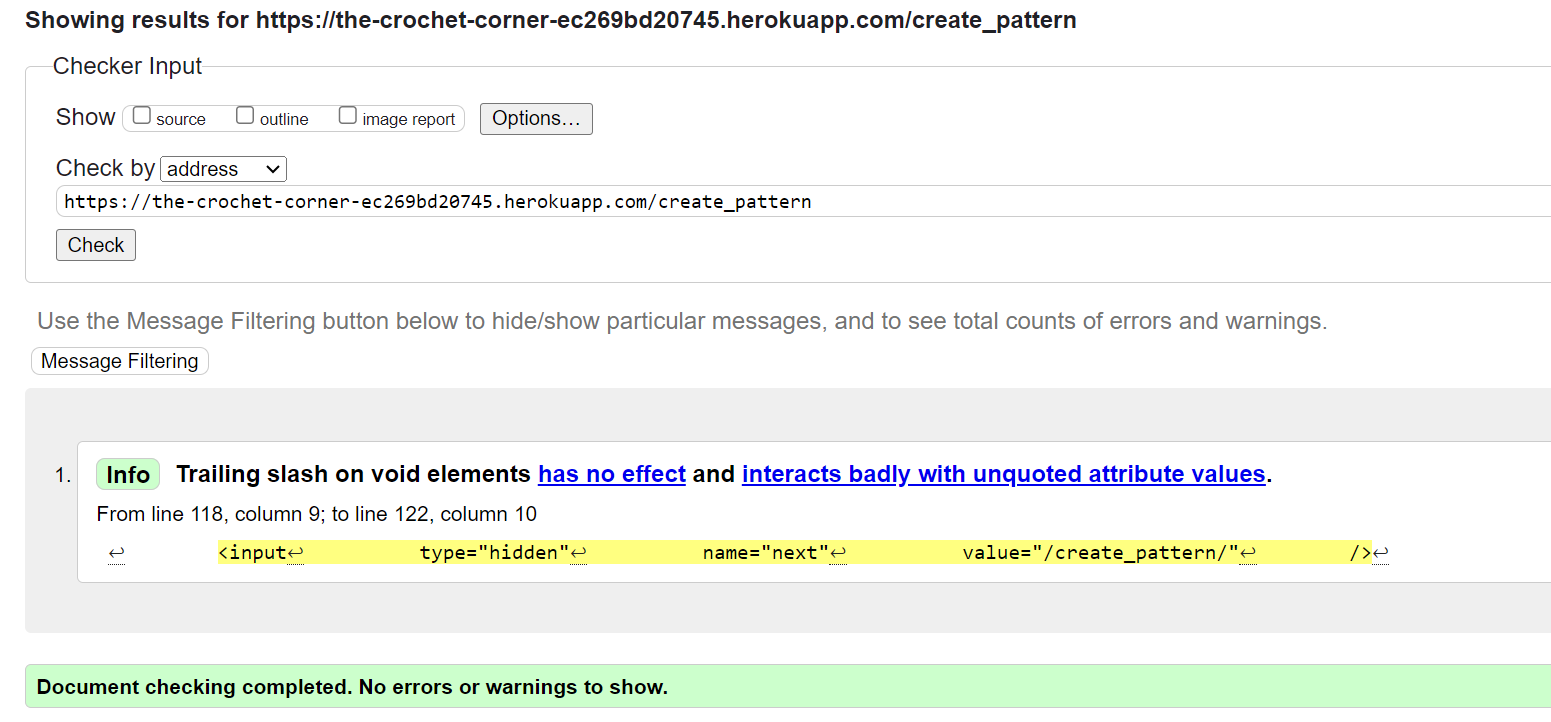 Showing results for https://the-crochet-corner-ec269bd20745.herokuapp.com/create_pattern
Checker Input
Show source outline image report Options...
Check by address
https://the-crochet-corner-ec269bd20745.herokuapp.com/create_pattern
Check
Use the Message Filtering button below to hide/show particular messages, and to see total counts of errors and warnings.
Message Filtering
1. Info Trailing slash on void elements has no effect and interacts badly with unquoted attribute values.
From line 118, column 9; to line 122, column 10
↩ <input↩ type="hidden"↩ name="next"↩ value="/create_pattern/"↩ />↩
Document checking completed. No errors or warnings to show.